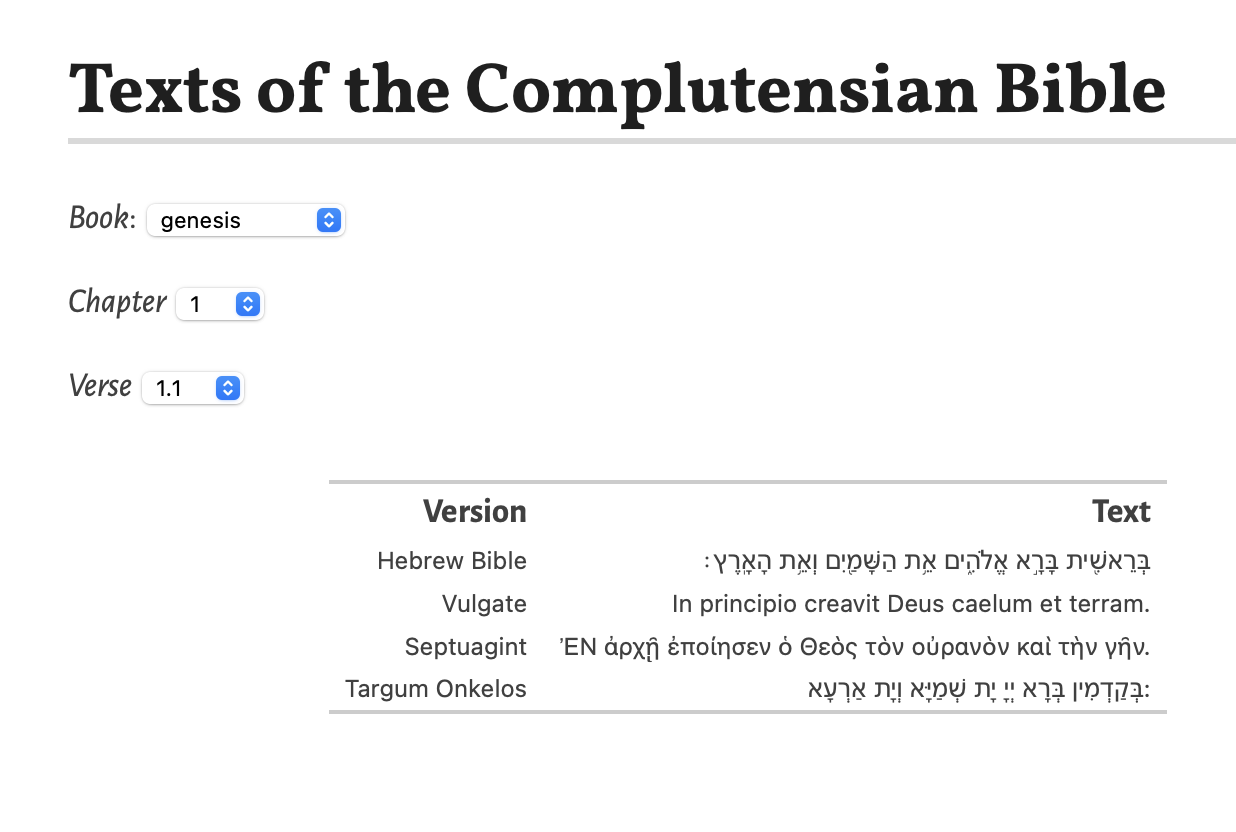 Texts of the Complutensian Bible
Book: genesis
Chapter 1
Verse 1.1
Version Text
Hebrew Bible בְּרֵאשִׁ֖ית בָּרָ֣א אֱלֹהִ֑ים אֵ֥ת הַשָּׁמַ֖יִם וְאֵ֥ת הָאָֽרֶץ׃
Vulgate In principio creavit Deus caelum et terram.
Septuagint ᾿ΕΝ ἀρχῇ ἐποίησεν ὁ Θεὸς τὸν οὐρανὸν καὶ τὴν γῆν.
Targum Onkelos בְּקַדְמִין בְּרָא יְיָ יָת שְׁמַיָּא וְיָת אַרְעָא: